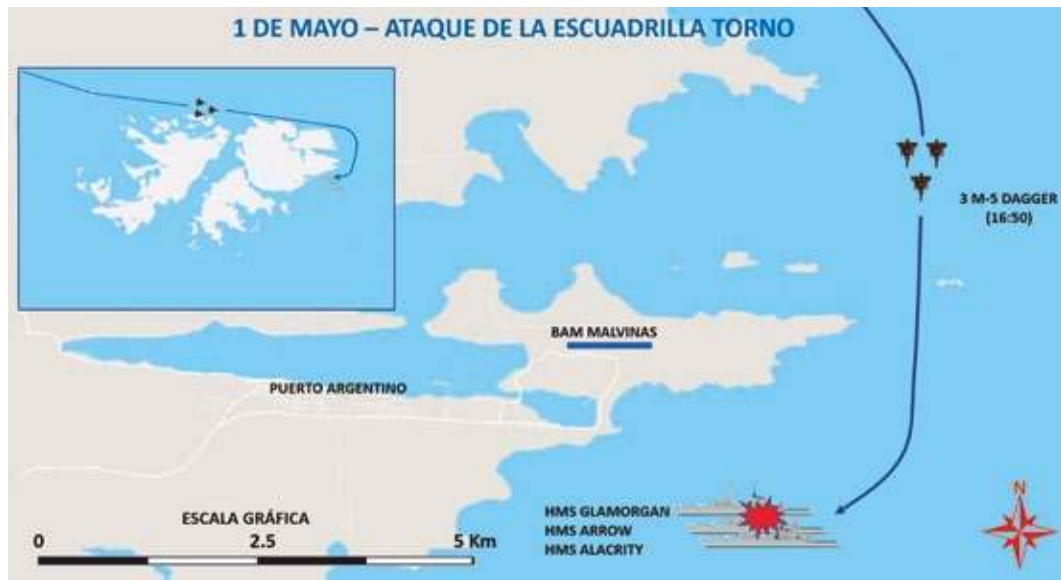 1 DE MAYO – ATAQUE DE LA ESCUADRILLA TORNO
3 M-5 DAGGER
(16:50)
BAM MALVINAS
PUERTO ARGENTINO
HMS GLAMORGAN
HMS ARROW
HMS ALACRITY
ESCALA GRÁFICA
0 2.5 5 Km
N